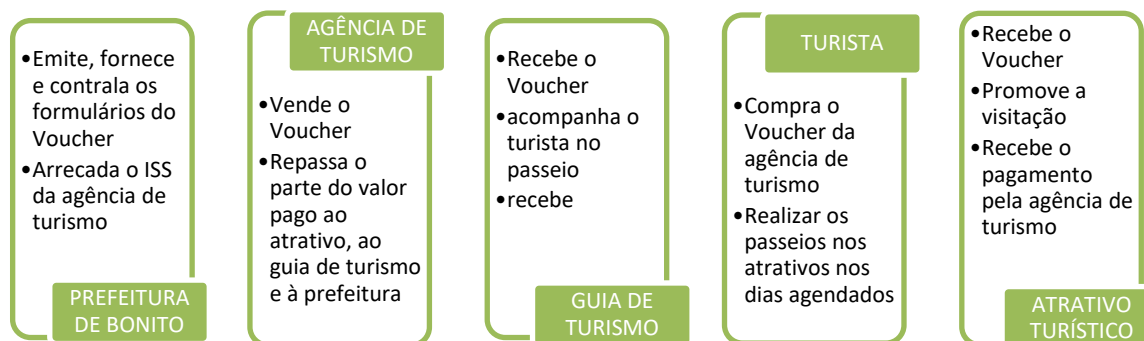 •Emite, fornece
e contrala os
formulários do
Voucher
•Arrecada o ISS
da agência de
turismo
PREFEITURA
DE BONITO
AGÊNCIA DE
TURISMO
•Vende o
Voucher
•Repassa o
parte do valor
pago ao
atrativo, ao
guia de turismo
e à prefeitura
•Recebe o
Voucher
•acompanha o
turista no
passeio
•recebe
GUIA DE
TURISMO
TURISTA
•Compra o
Voucher da
agência de
turismo
•Realizar os
passeios nos
atrativos nos
dias agendados
•Recebe o
Voucher
•Promove a
visitação
•Recebe o
pagamento
pela agência de
turismo
ATRATIVO
TURÍSTICO